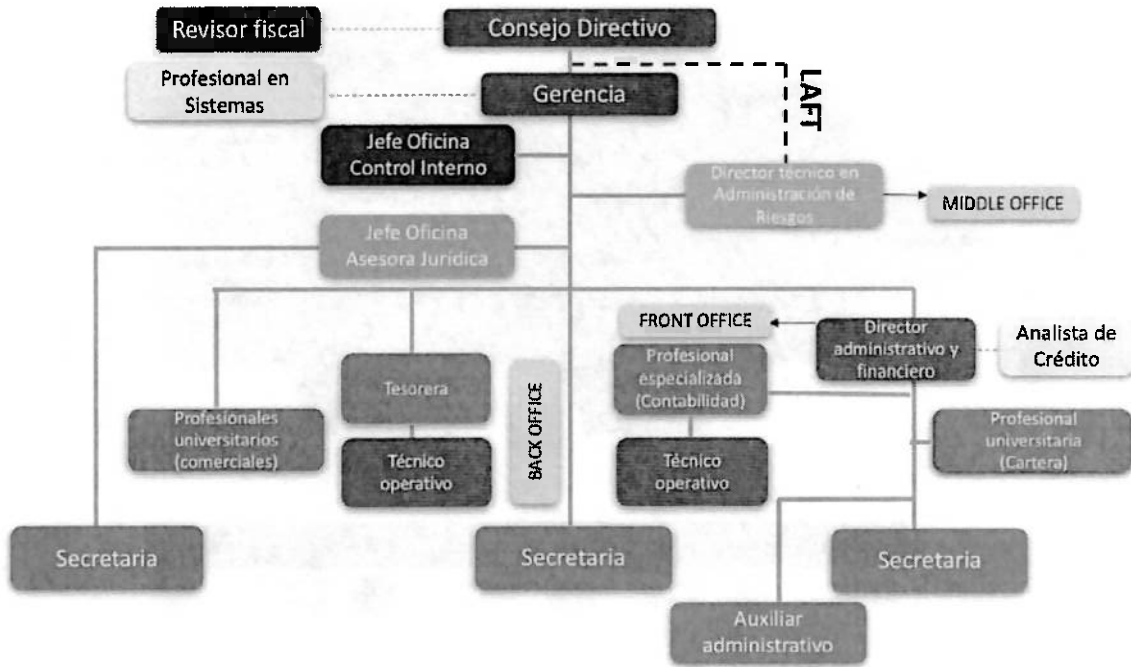 Revisor fiscal
Consejo Directivo
Profesional en
Sistemas
Gerencia
LAFT
Jefe Oficina
Control Interno
Director técnico en
Administración de
Riesgos
MIDDLE OFFICE
Jefe Oficina
Asesora Jurídica
FRONT OFFICE
Director
administrativo y
financiero
Analista de
Crédito
Profesional
especializada
(Contabilidad)
Tesorera
BACK OFFICE
Profesionales
universitarios
(comerciales)
Profesional
universitaria
(Cartera)
Técnico
operativo
Técnico
operativo
Secretaria
Secretaria
Secretaria
Auxiliar
administrativo